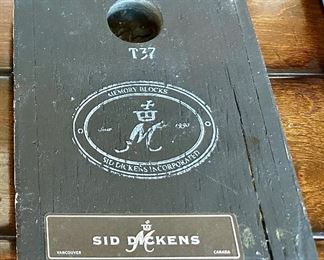 T37
MEMORY BLOCKS
Since 1990
M
SID DICKENS INCORPORATED
M
SID DICKENS
VANCOUVER CANADA